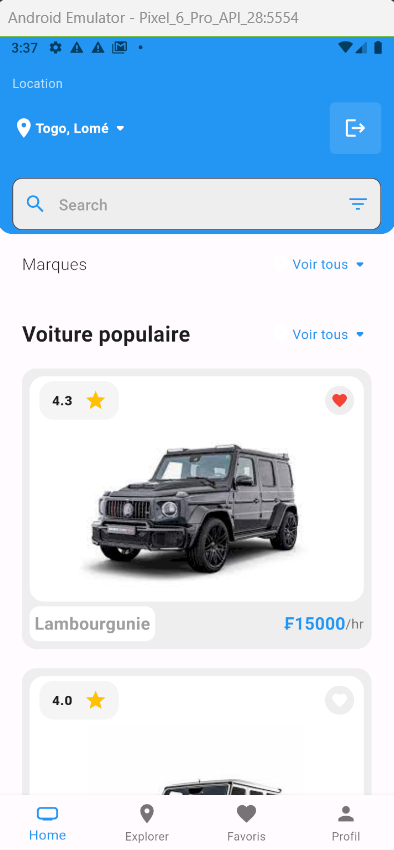 Android Emulator - Pixel_6_Pro_API_28:5554
3:37
Location
Togo, Lomé
Search
Marques Voir tous
Voiture populaire Voir tous
4.3
Lambourgunie ₣15000/hr
4.0
Home Explorer Favoris Profil